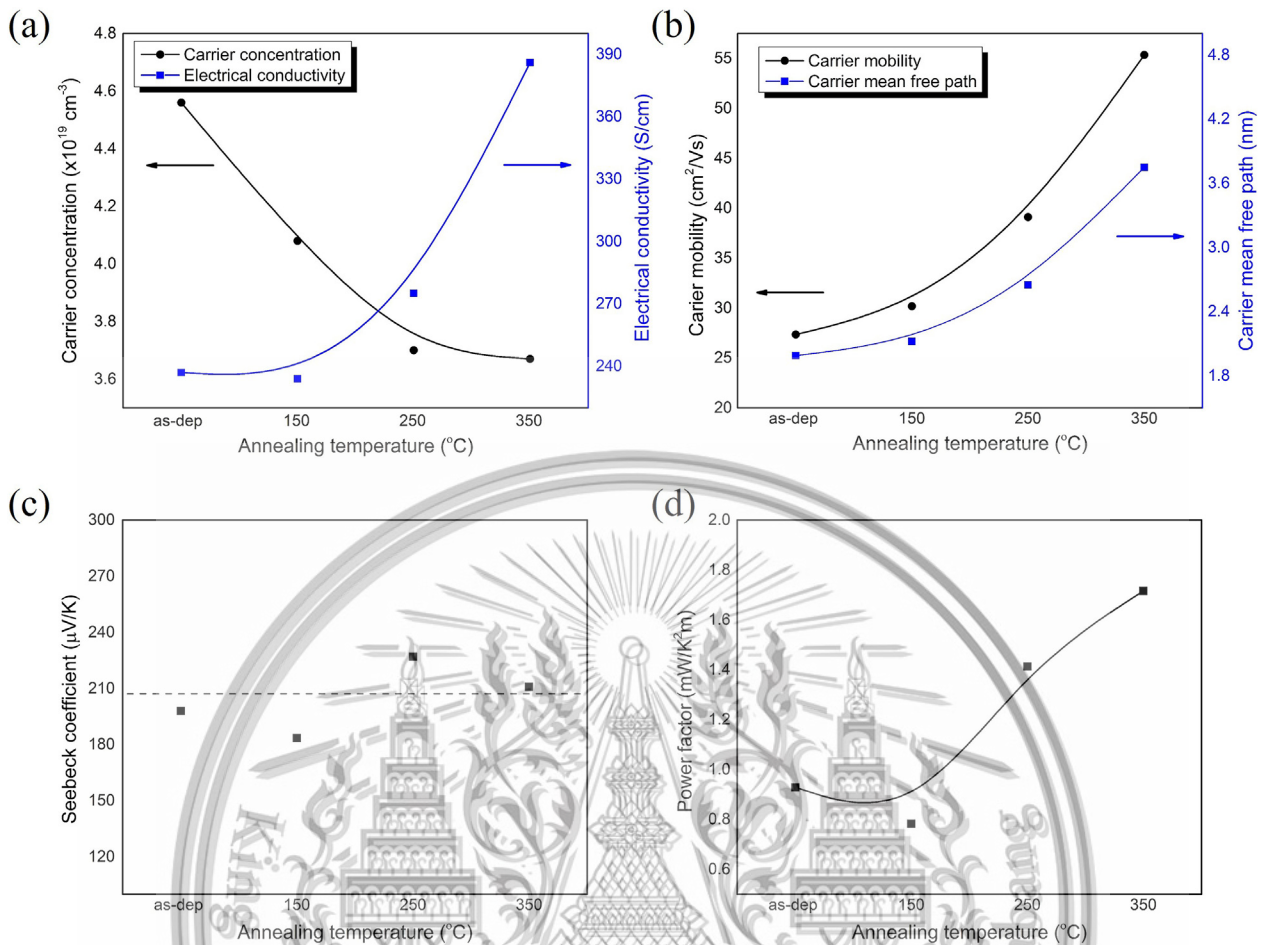 (a)
4.8
4.6
4.4
4.2
4.0
3.8
3.6
Carrier concentration (x10¹⁹ cm⁻³)
Carrier concentration
Electrical conductivity
390
360
330
300
270
240
Electrical conductivity (S/cm)
as-dep 150 250 350
Annealing temperature (°C)
(b)
55
50
45
40
35
30
25
20
Carier mobility (cm²/Vs)
Carrier mobility
Carrier mean free path
4.8
4.2
3.6
3.0
2.4
1.8
Carrier mean free path (nm)
as-dep 150 250 350
Annealing temperature (°C)
(c)
300
270
240
210
180
150
120
Seebeck coefficient (μV/K)
as-dep 150 250 350
Annealing temperature (°C)
(d)
2.0
1.8
1.6
1.4
1.2
1.0
0.8
0.6
Power factor (mW/K²m)
as-dep 150 250 350
Annealing temperature (°C)
King